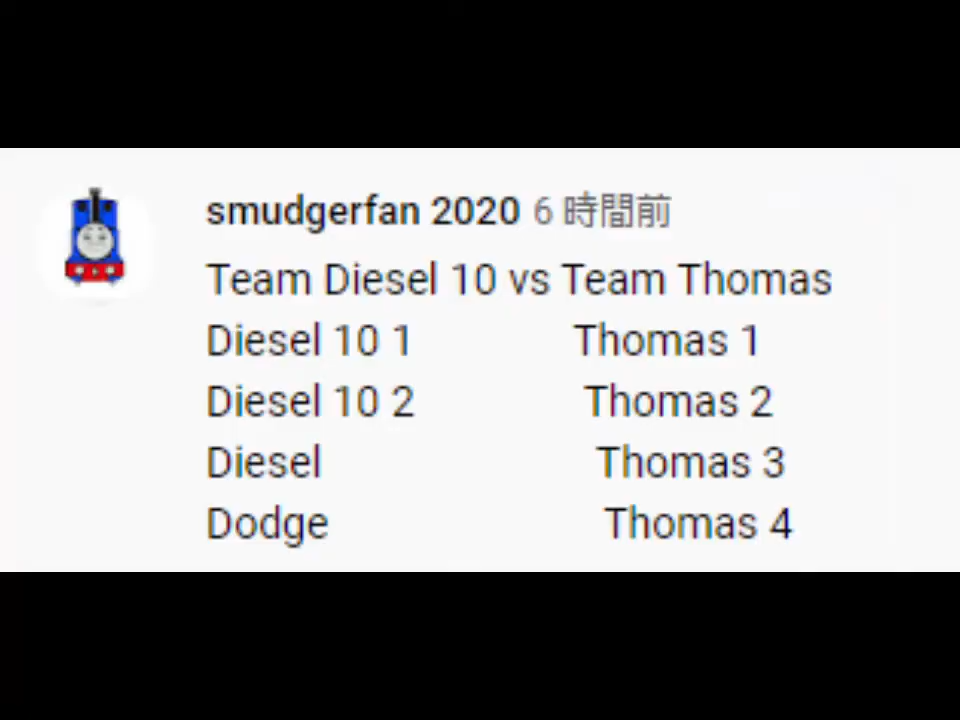 smudgerfan 2020 6 時間前
Team Diesel 10 vs Team Thomas
Diesel 10 1 Thomas 1
Diesel 10 2 Thomas 2
Diesel Thomas 3
Dodge Thomas 4